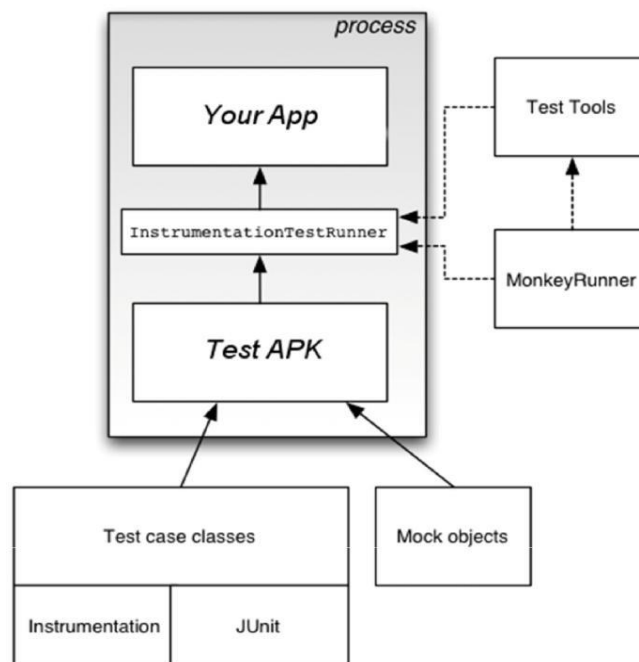 process
Your App
Test Tools
InstrumentationTestRunner
MonkeyRunner
Test APK
Test case classes
Mock objects
Instrumentation
JUnit